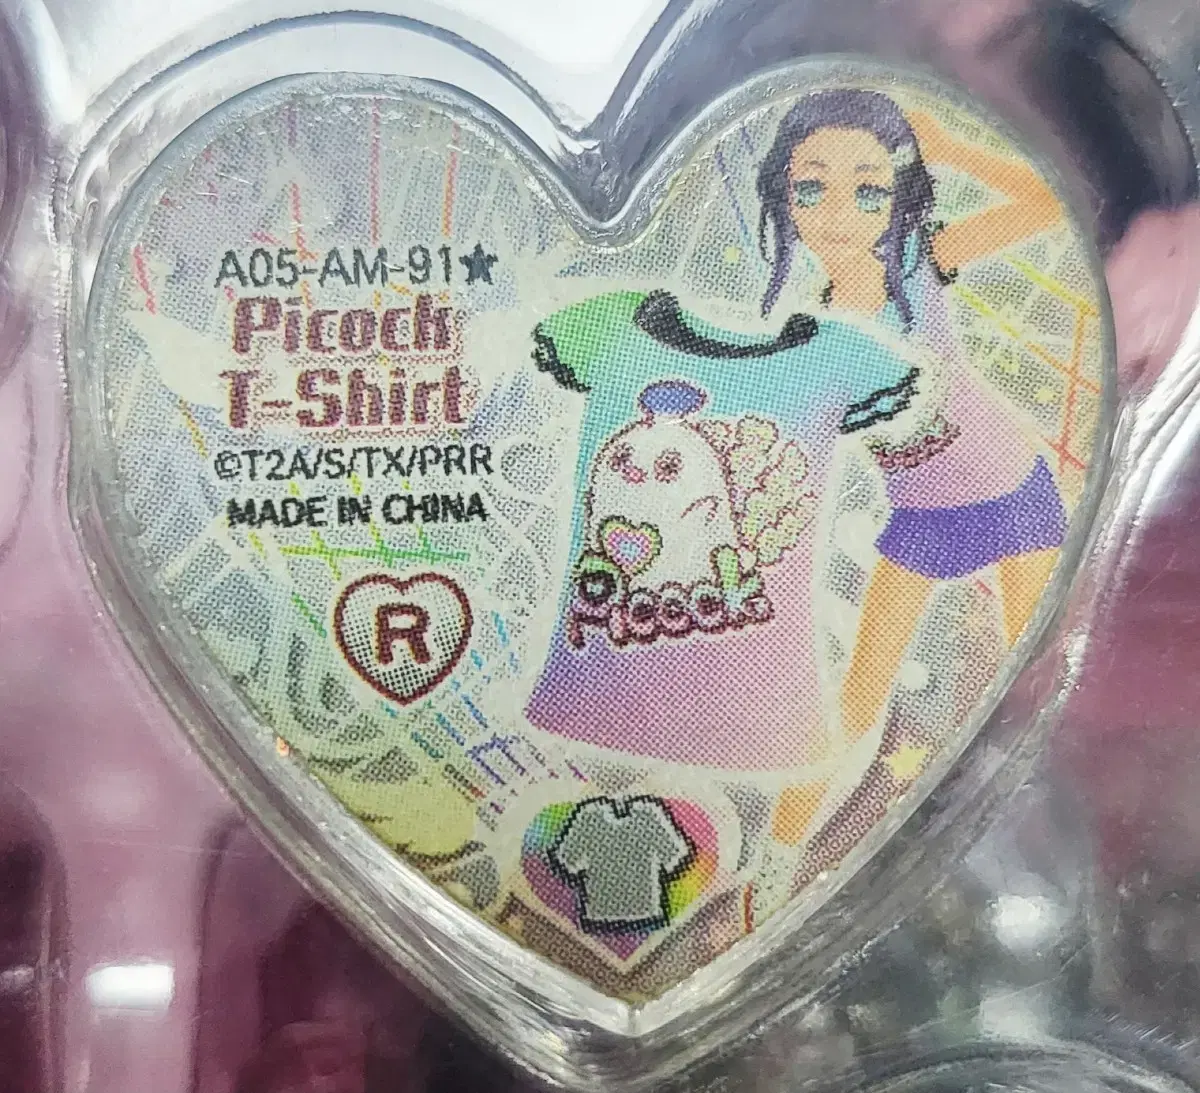 A05-AM-91★
Picock
T-Shirt
©T2A/S/TX/PRR
MADE IN CHINA
R
Picock